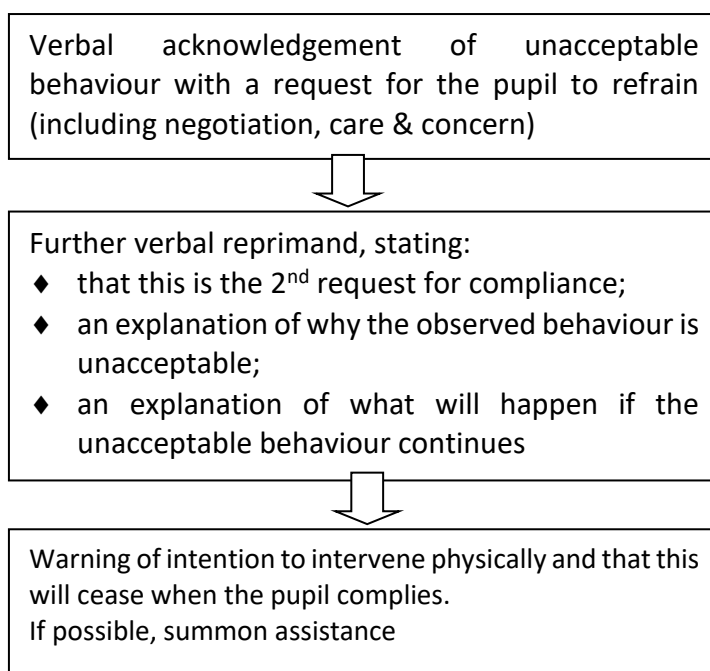 Verbal acknowledgement of unacceptable
behaviour with a request for the pupil to refrain
(including negotiation, care & concern)
Further verbal reprimand, stating:
♦ that this is the 2nd request for compliance;
♦ an explanation of why the observed behaviour is
unacceptable;
♦ an explanation of what will happen if the
unacceptable behaviour continues
Warning of intention to intervene physically and that this
will cease when the pupil complies.
If possible, summon assistance